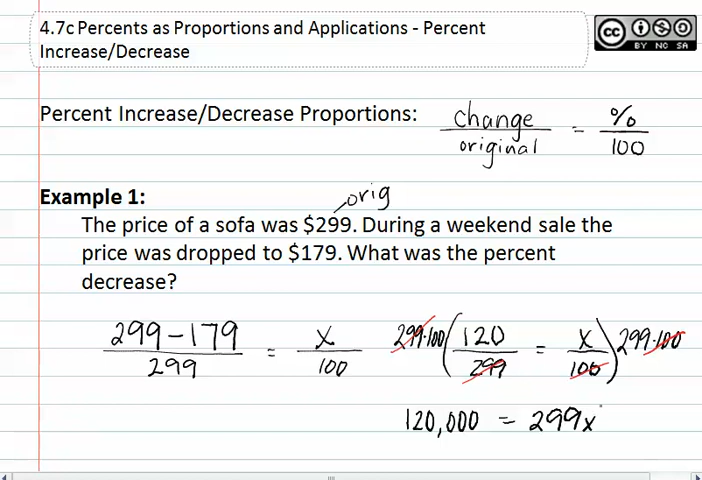 4.7c Percents as Proportions and Applications - Percent
Increase/Decrease
cc BY NC SA
Percent Increase/Decrease Proportions: change/original = %/100
Example 1:
orig
The price of a sofa was $299. During a weekend sale the
price was dropped to $179. What was the percent
decrease?
299-179/299 = x/100 299·100(120/299 = x/100)299·100
120,000 = 299x